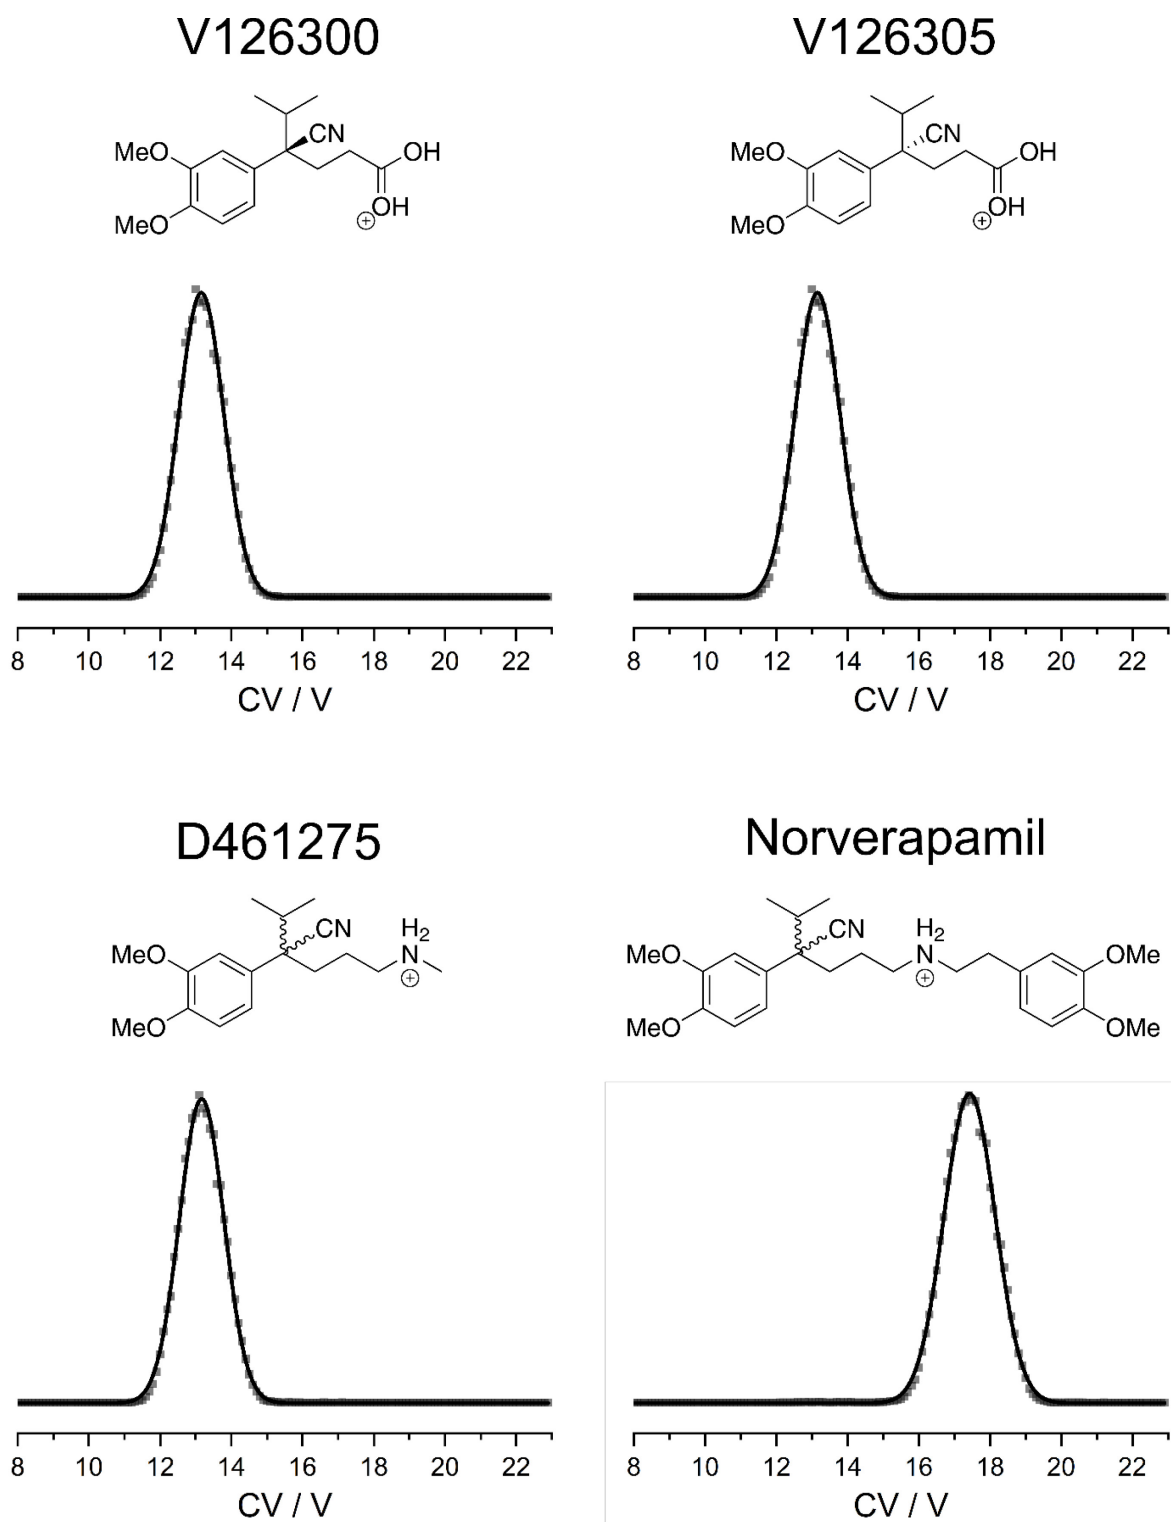 V126300
CN
MeO
OH
MeO
OH
⊕
8 10 12 14 16 18 20 22
CV / V
V126305
CN
MeO
OH
MeO
OH
⊕
8 10 12 14 16 18 20 22
CV / V
D461275
CN
H2
MeO
N
⊕
MeO
8 10 12 14 16 18 20 22
CV / V
Norverapamil
CN
H2
MeO
N
OMe
⊕
MeO
OMe
8 10 12 14 16 18 20 22
CV / V